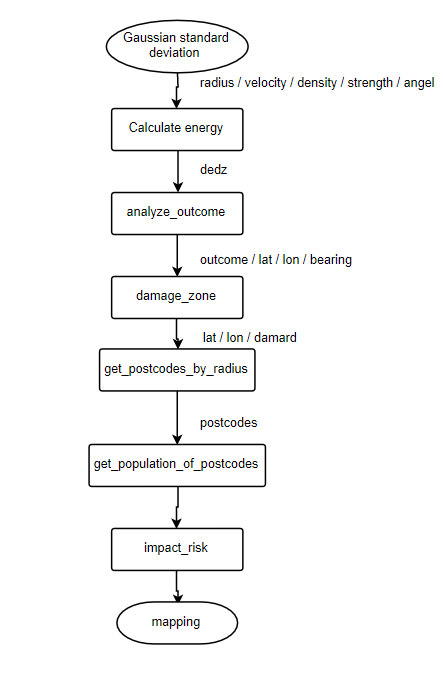 Gaussian standard
deviation
radius / velocity / density / strength / angel
Calculate energy
dedz
analyze_outcome
outcome / lat / lon / bearing
damage_zone
lat / lon / damard
get_postcodes_by_radius
postcodes
get_population_of_postcodes
impact_risk
mapping